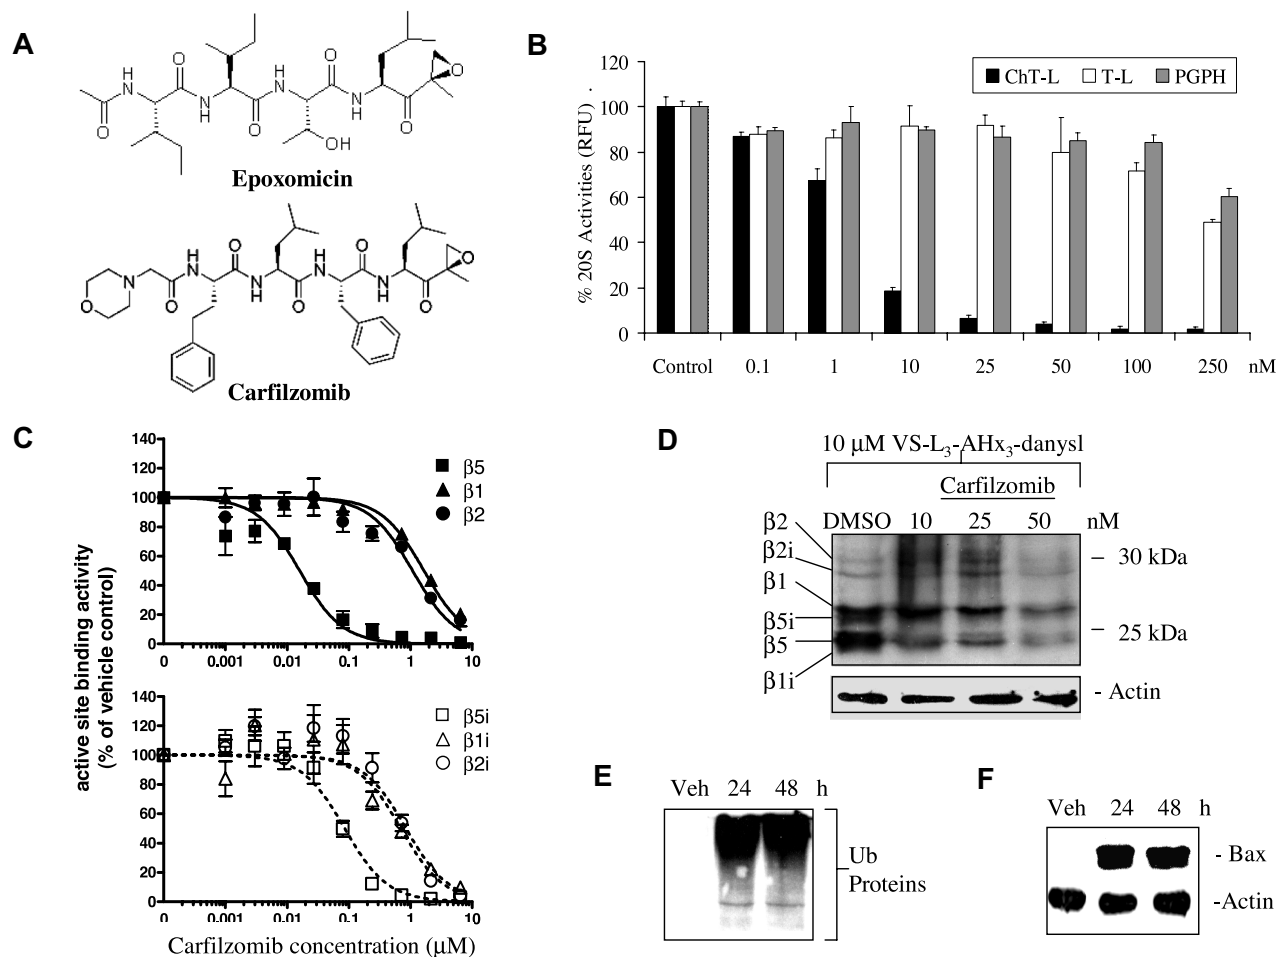 A
H
N
O
O
N
H
O
H
N
O
OH
O
N
H
O
O
Epoxomicin
O
N
O
H
N
O
N
H
O
H
N
O
O
N
H
O
O
Carfilzomib
B
ChT-L T-L PGPH
% 20S Activities (RFU) .
120
100
80
60
40
20
0
Control 0.1 1 10 25 50 100 250 nM
C
active site binding activity
(% of vehicle control)
140
120
100
80
60
40
20
0
0 0.001 0.01 0.1 1 10
β5
β1
β2
140
120
100
80
60
40
20
0
0 0.001 0.01 0.1 1 10
β5i
β1i
β2i
Carfilzomib concentration (μM)
D
10 μM VS-L3-AHx3-danysl
Carfilzomib
DMSO 10 25 50 nM
β2
β2i
β1
β5i
β5
β1i
– 30 kDa
– 25 kDa
- Actin
E
Veh 24 48 h
Ub
Proteins
F
Veh 24 48 h
- Bax
-Actin